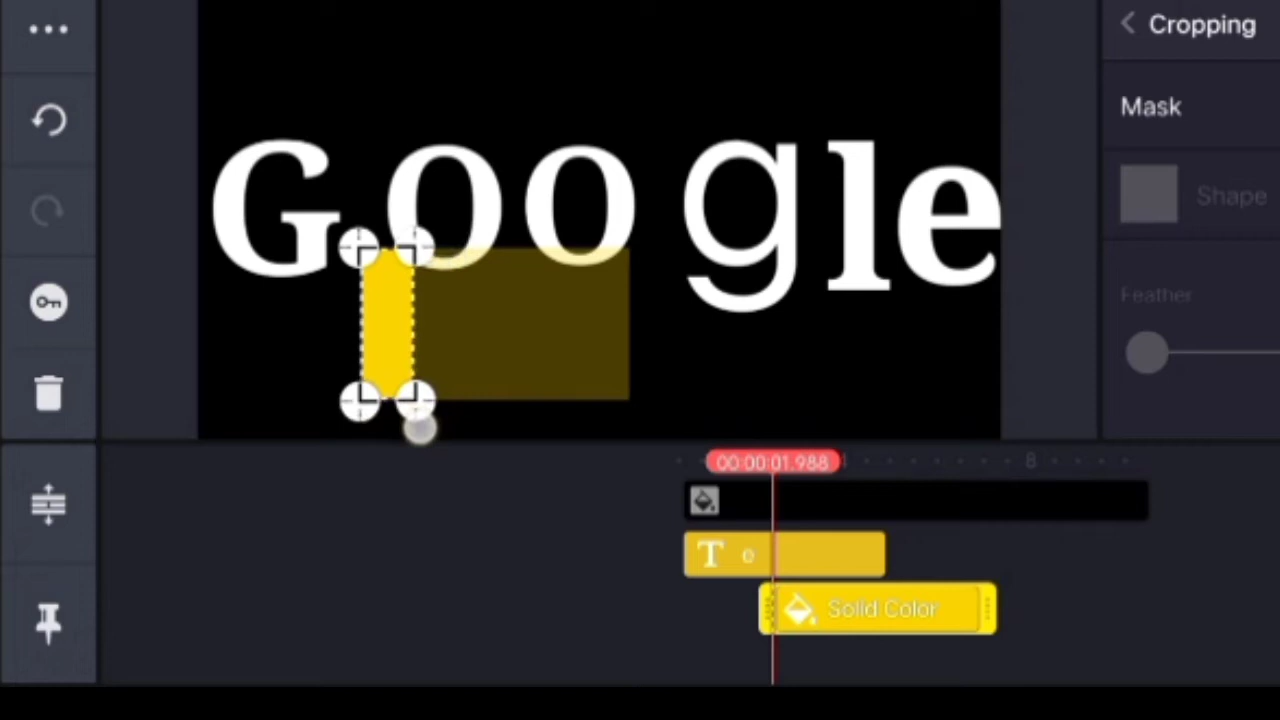 Cropping
Mask
Google
Shape
Feather
00:00:01.988
8
T o
Solid Color